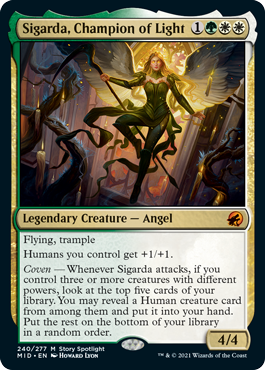 Sigarda, Champion of Light 1
Legendary Creature — Angel
Flying, trample
Humans you control get +1/+1.
Coven — Whenever Sigarda attacks, if you
control three or more creatures with different
powers, look at the top five cards of your
library. You may reveal a Human creature card
from among them and put it into your hand.
Put the rest on the bottom of your library
in a random order.
4/4
240/277 M Story Spotlight
MID • EN Howard Lyon
™ & © 2021 Wizards of the Coast